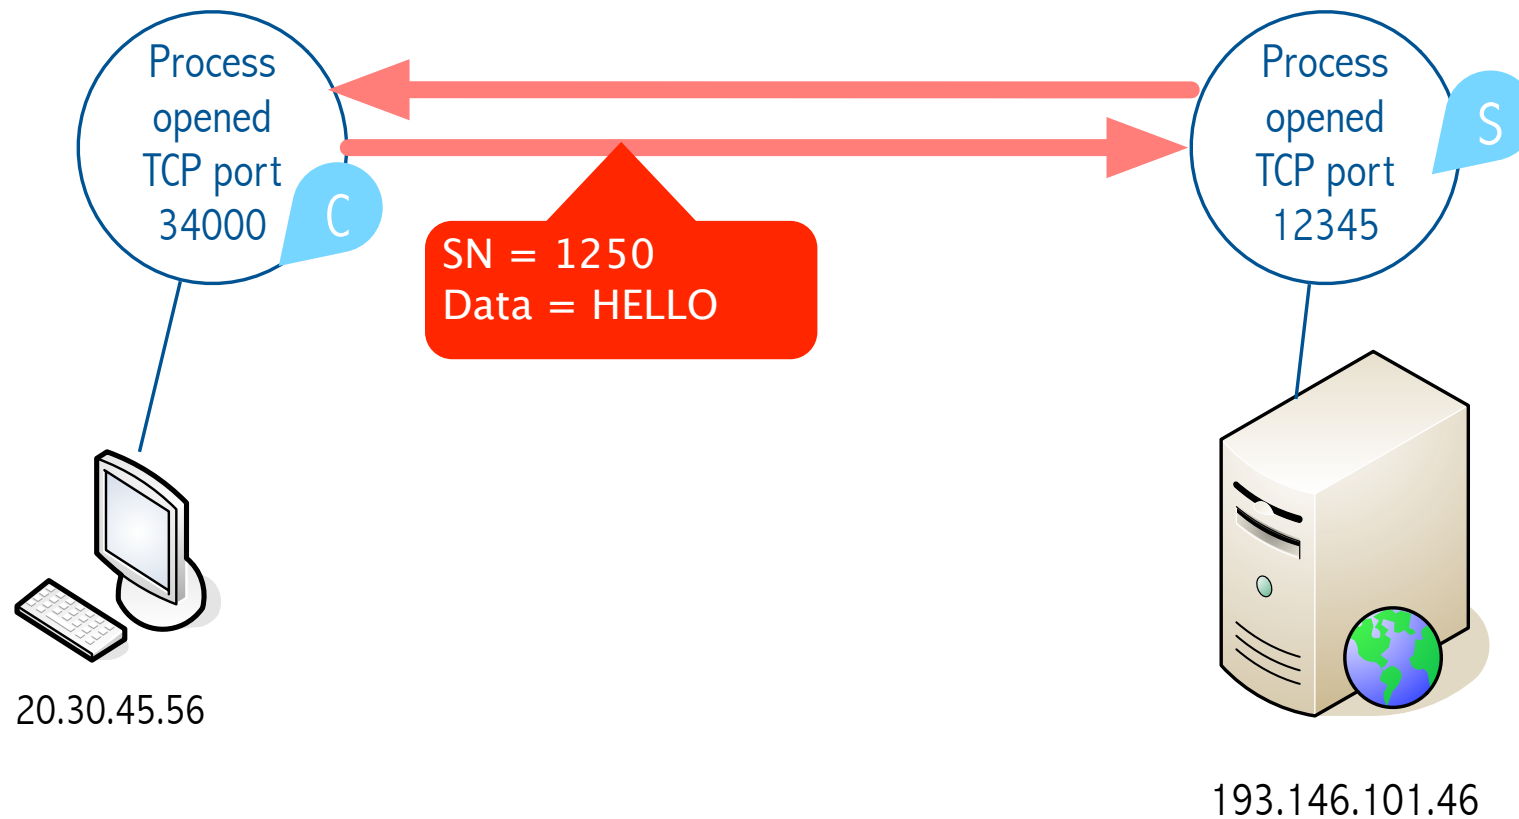 Process
opened
TCP port
34000
C
Process
opened
TCP port
12345
S
SN = 1250
Data = HELLO
20.30.45.56
193.146.101.46